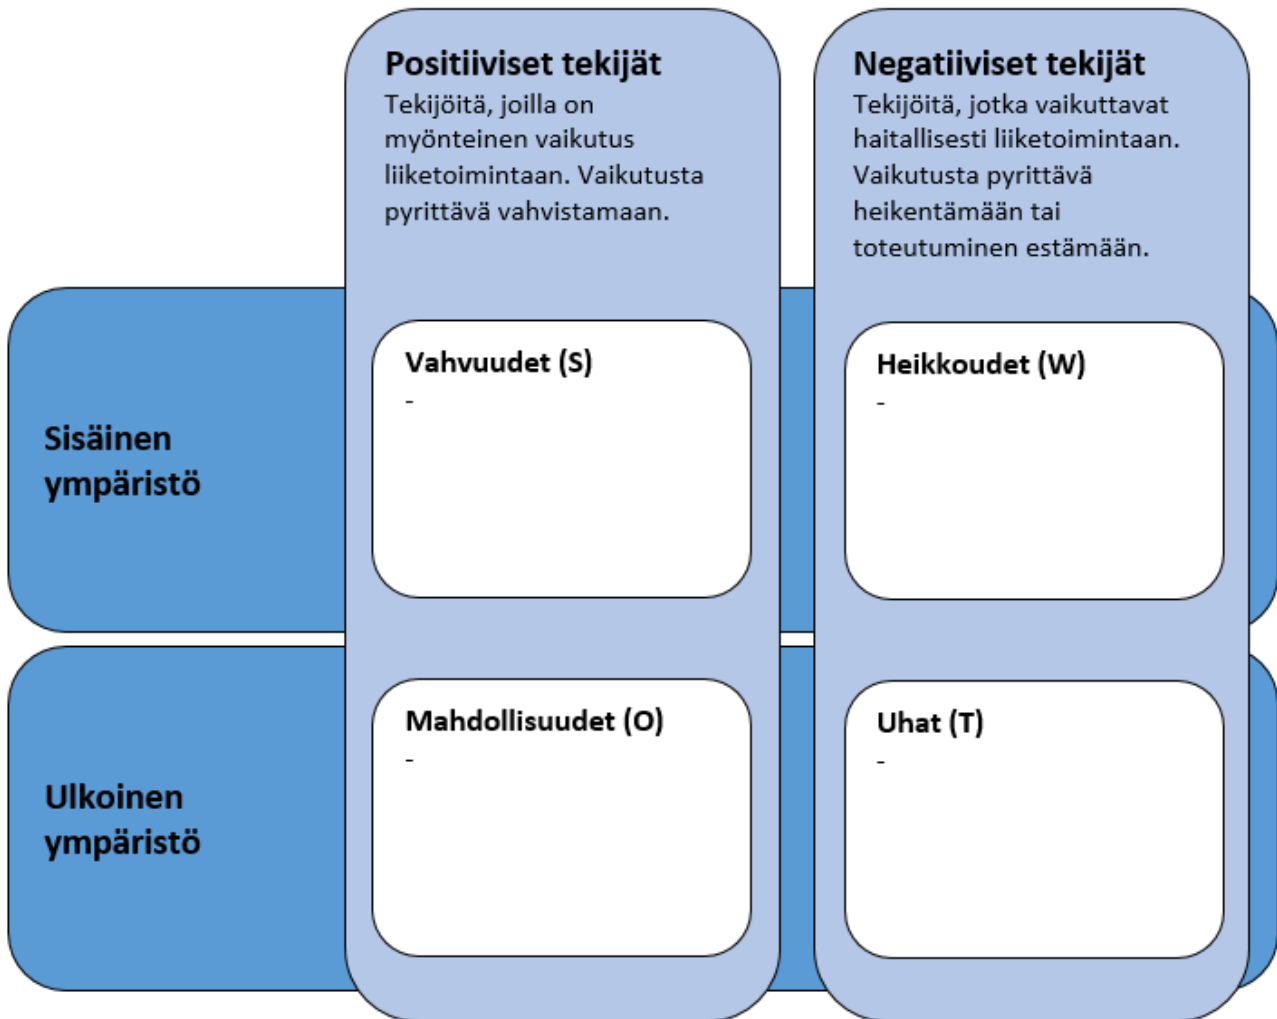 Positiiviset tekijät
Tekijöitä, joilla on
myönteinen vaikutus
liiketoimintaan. Vaikutusta
pyrittävä vahvistamaan.
Negatiiviset tekijät
Tekijöitä, jotka vaikuttavat
haitallisesti liiketoimintaan.
Vaikutusta pyrittävä
heikentämään tai
toteutuminen estämään.
Sisäinen
ympäristö
Vahvuudet (S)
-
Heikkoudet (W)
-
Ulkoinen
ympäristö
Mahdollisuudet (O)
-
Uhat (T)
-